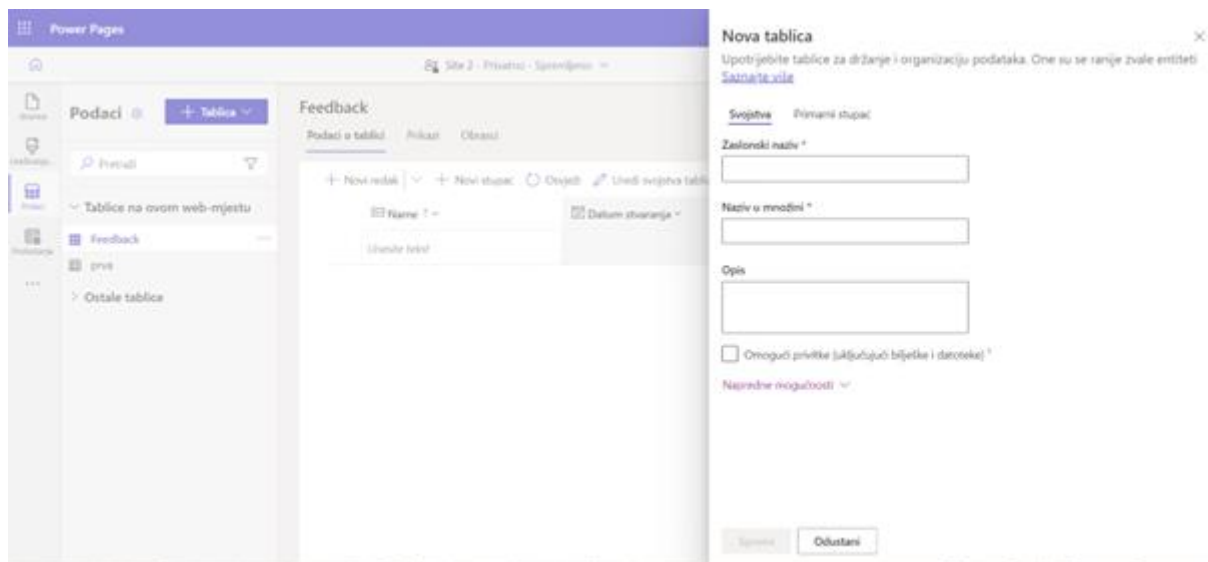 Power Pages
Site 2 - Privatno - Spremljeno
Podaci
+ Tablica
Pretraži
Tablice na ovom web-mjestu
Feedback
prve
Ostale tablice
Feedback
Podaci o tablici Prikazi Obrasci
+ Novi redak + Novi stupac Osvježi Uredi svojstva
Name Datum stvaranja
Unesite tekst
Nova tablica
Upotrijebite tablice za držanje i organizaciju podataka. One su se ranije zvale entiteti
Saznajte više
Svojstva Primarni stupac
Zaslonski naziv *
Naziv u množini *
Opis
Omogući privitke (uključujući bilješke i datoteke)
Napredne mogućnosti
Spremi Odustani